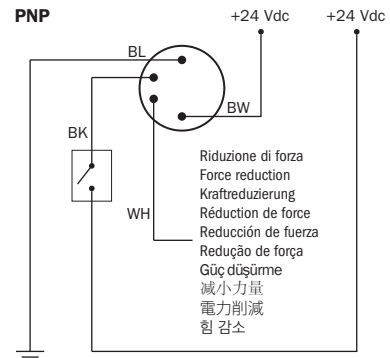 PNP
+24 Vdc
+24 Vdc
BL
BW
BK
WH
Riduzione di forza
Force reduction
Kraftreduzierung
Réduction de force
Reducción de fuerza
Redução de força
Güç düşürme
减小力量
電力削減
힘 감소